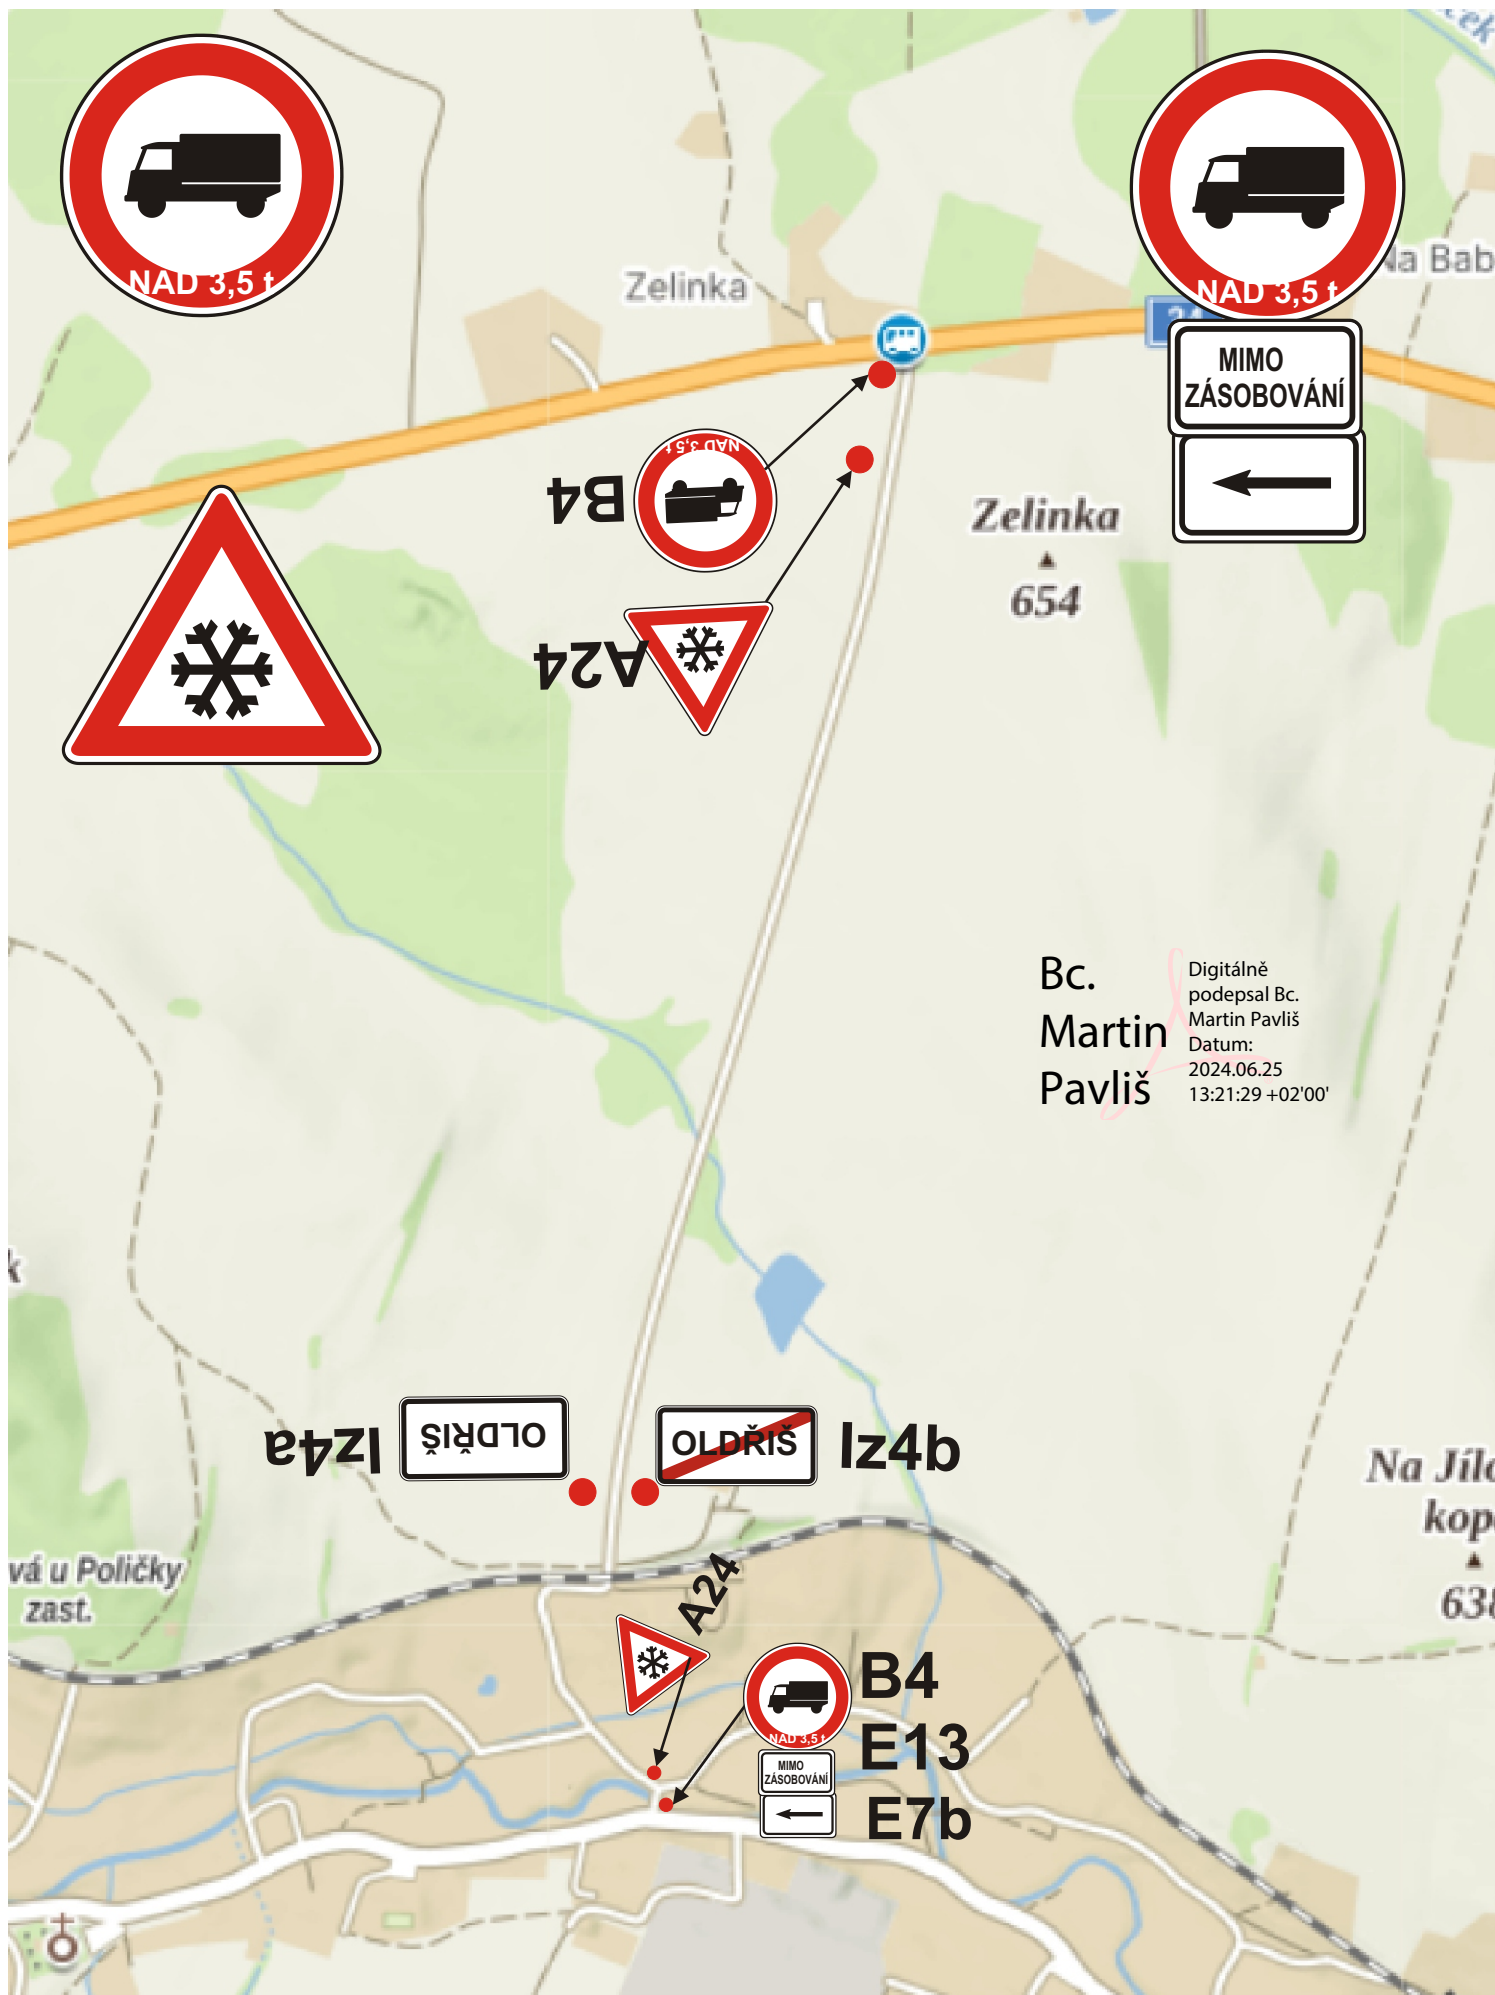 NAD 3,5 t
NAD 3,5 t
MIMO
ZÁSOBOVÁNÍ
Na Bab
Zelinka
34
B4
NAD 3,5 t
A24
Zelinka
654
Bc.
Martin
Pavliš
Digitálně
podepsal Bc.
Martin Pavliš
Datum:
2024.06.25
13:21:29 +02'00'
k
Iz4a
OLDŘIŠ
OLDŘIŠ
Iz4b
Na Jílo
kop
638
vá u Poličky
zast.
A24
NAD 3,5 t
B4
MIMO
ZÁSOBOVÁNÍ
E13
E7b